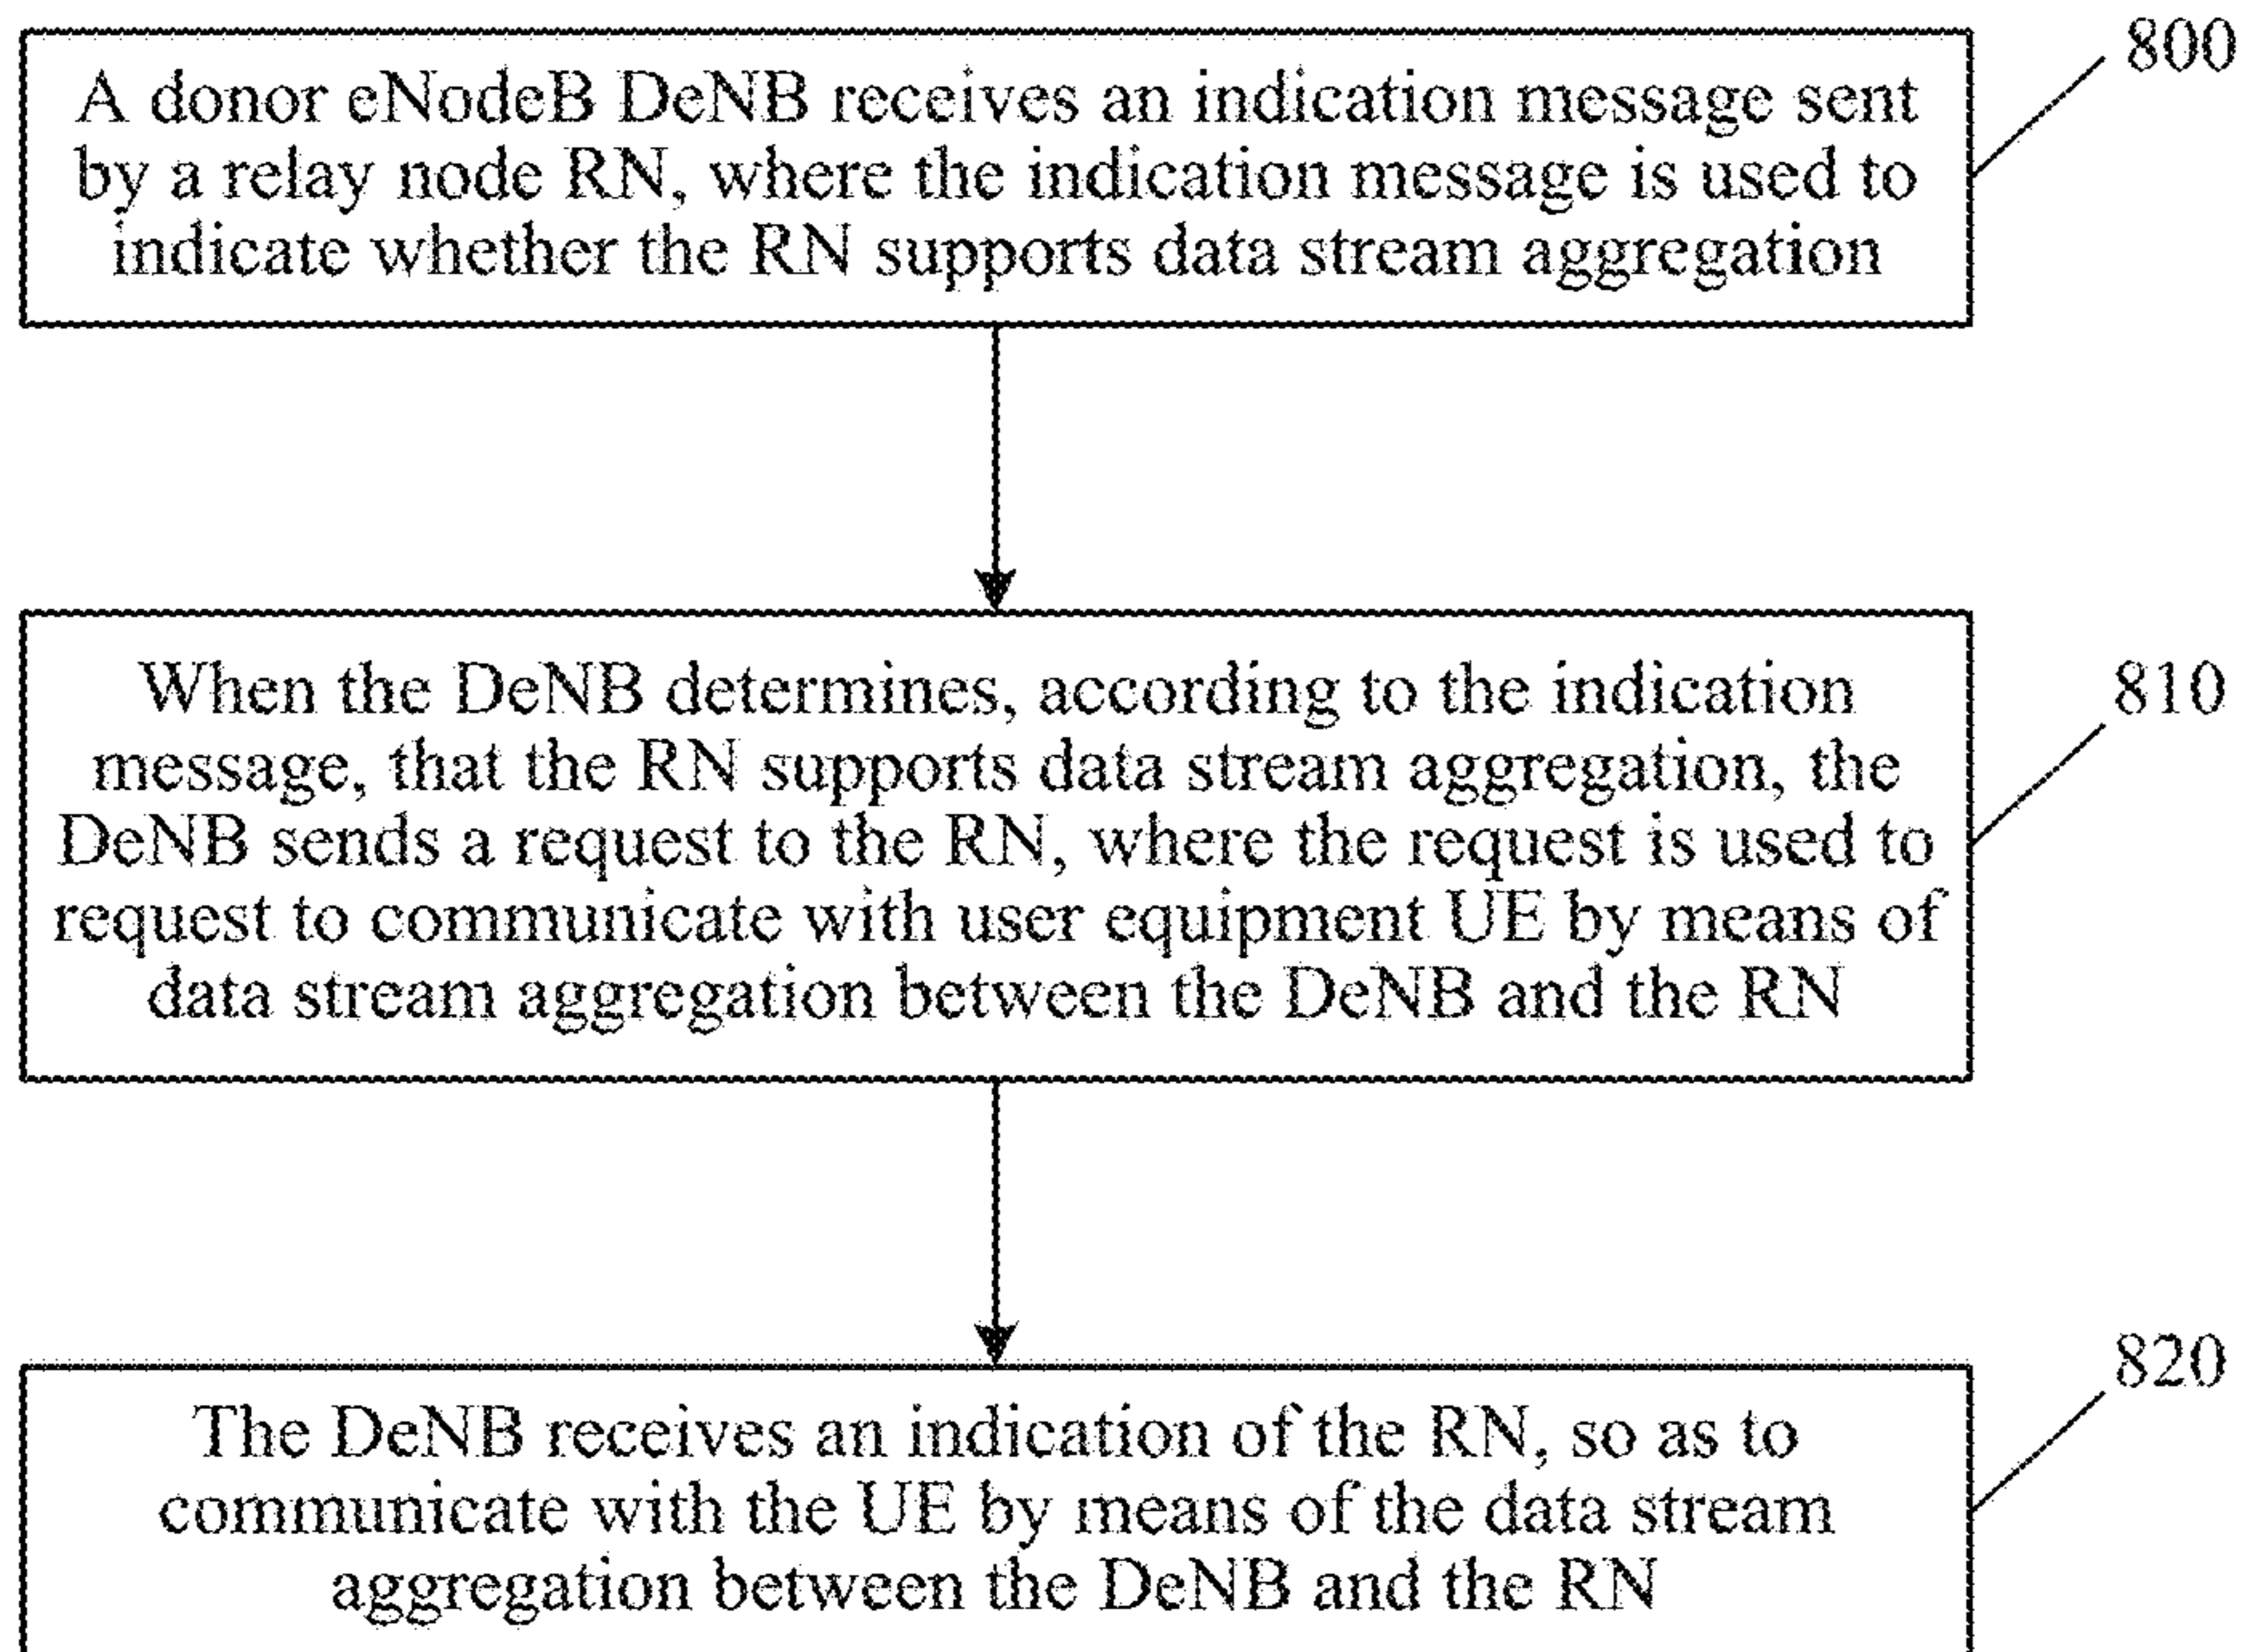 A donor eNodeB DeNB receives an indication message sent
by a relay node RN, where the indication message is used to
indicate whether the RN supports data stream aggregation
800
When the DeNB determines, according to the indication
message, that the RN supports data stream aggregation, the
DeNB sends a request to the RN, where the request is used to
request to communicate with user equipment UE by means of
data stream aggregation between the DeNB and the RN
810
The DeNB receives an indication of the RN, so as to
communicate with the UE by means of the data stream
aggregation between the DeNB and the RN
820